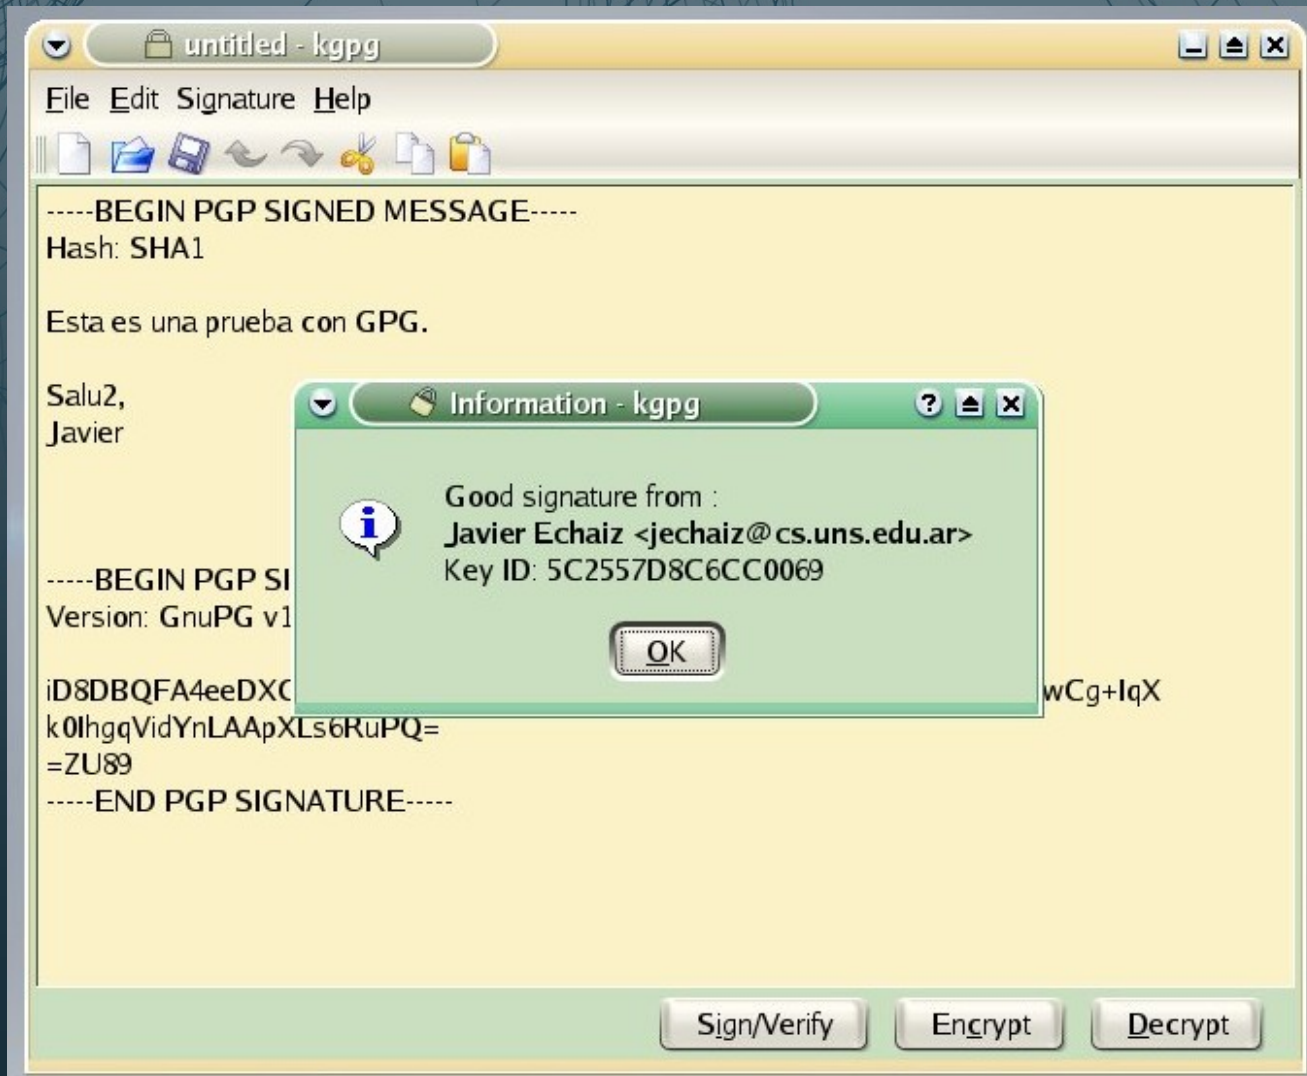 untitled - kgpg
File Edit Signature Help
-----BEGIN PGP SIGNED MESSAGE-----
Hash: SHA1
Esta es una prueba con GPG.
Salu2,
Javier
Information - kgpg
Good signature from :
Javier Echaiz <jechaiz@cs.uns.edu.ar>
Key ID: 5C2557D8C6CC0069
OK
-----BEGIN PGP SI
Version: GnuPG v1
iD8DBQFA4eeDXC wCg+IqX
k0IhgqVidYnLAApXLs6RuPQ=
=ZU89
-----END PGP SIGNATURE-----
Sign/Verify Encrypt Decrypt